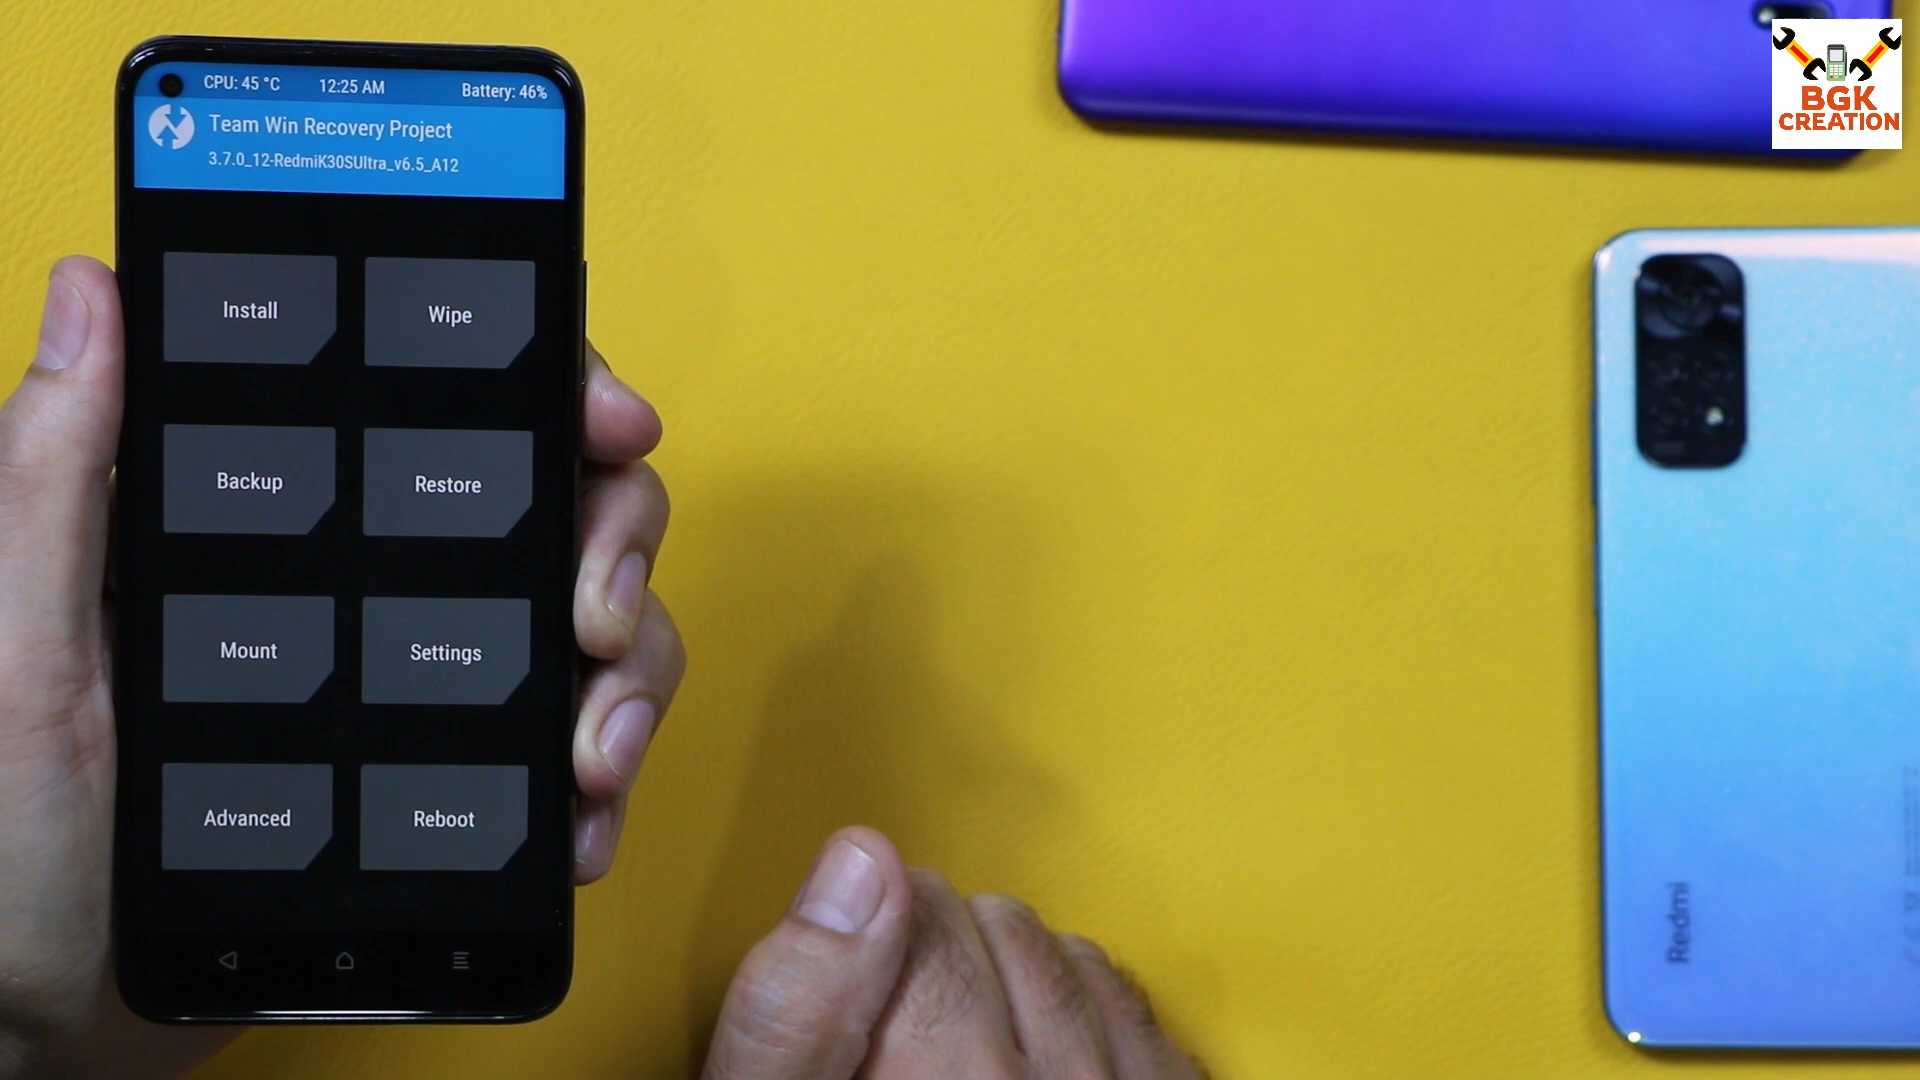 CPU: 45 °C 12:25 AM Battery: 46%
Team Win Recovery Project
3.7.0_12-RedmiK30SUltra_v6.5_A12
Install Wipe
Backup Restore
Mount Settings
Advanced Reboot
BGK
CREATION
Redmi